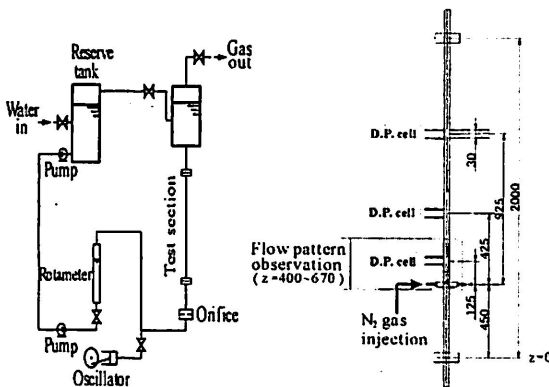 Reserve
tank
Gas
out
Water
in
Pump
Test section
Rotameter
Orifice
Pump
Oscillator
D.P. cell
30
D.P. cell
925
2000
425
Flow pattern
observation
(z=400~670)
D.P. cell
125
450
N₂ gas
injection
z=0